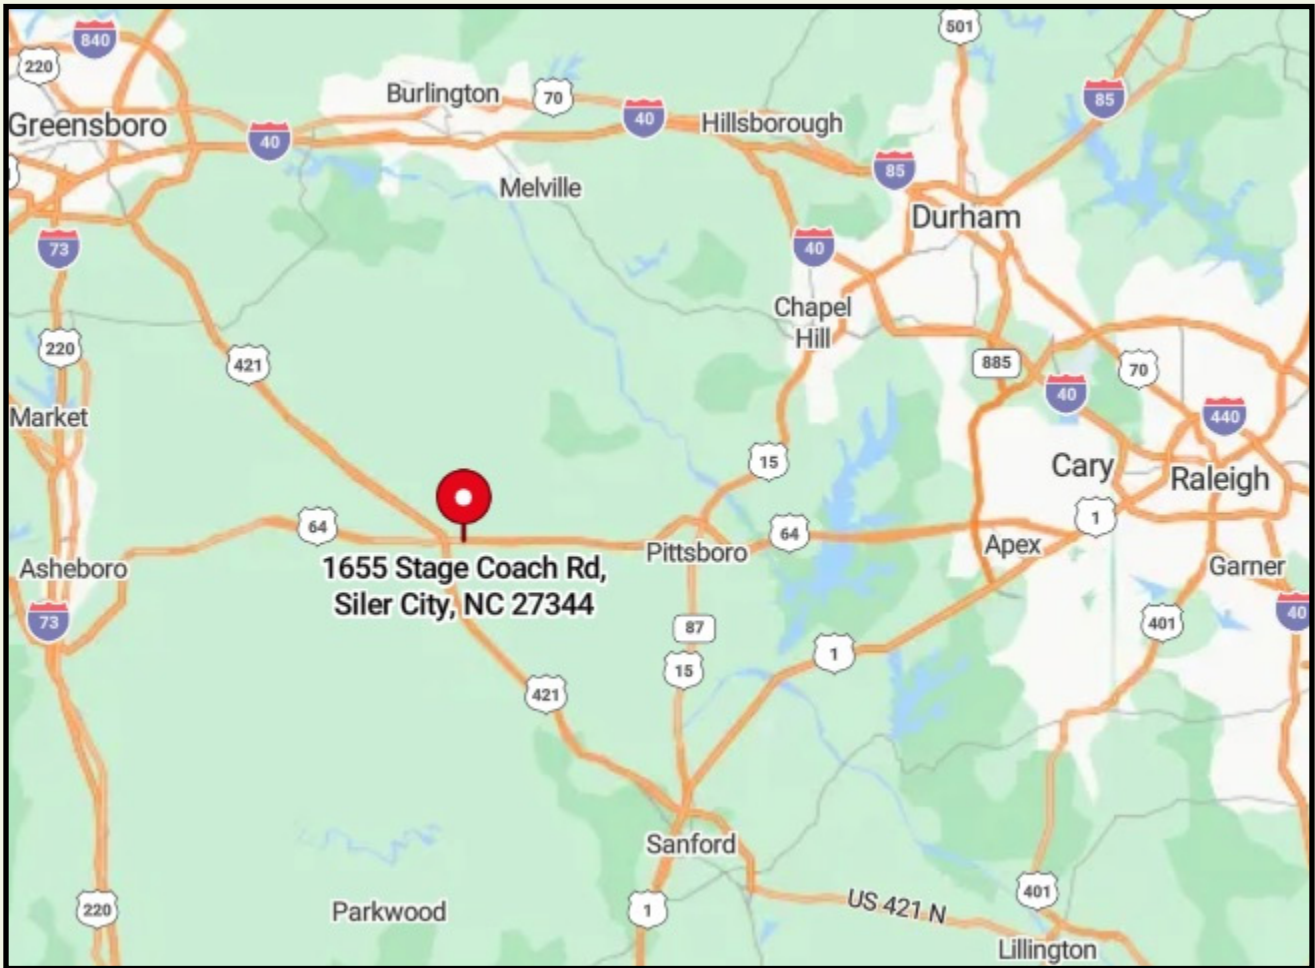 501
840
220
85
Burlington
70
40
Hillsborough
Greensboro
40
85
Melville
Durham
73
40
Chapel
Hill
220
421
885
70
40
440
Market
15
Cary
Raleigh
64
1
64
Pittsboro
Apex
Asheboro
1655 Stage Coach Rd,
Siler City, NC 27344
Garner
40
73
87
401
1
15
421
Sanford
401
US 421 N
220
Parkwood
1
Lillington